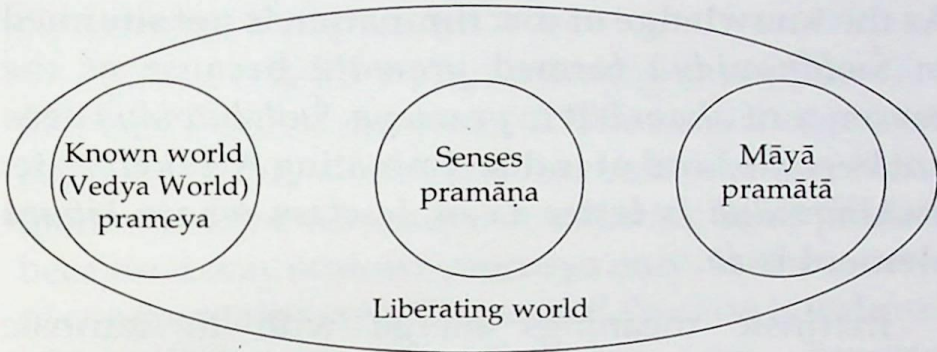 Known world
(Vedya World)
prameya
Senses
pramāṇa
Māyā
pramātā
Liberating world